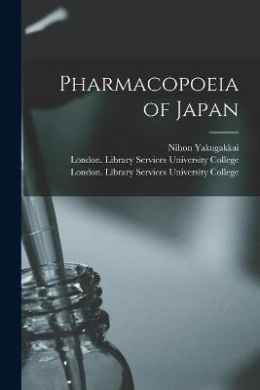 PHARMACOPOEIA
OF JAPAN
Nihon Yakugakkai
London. Library Services University College
London. Library Services University College